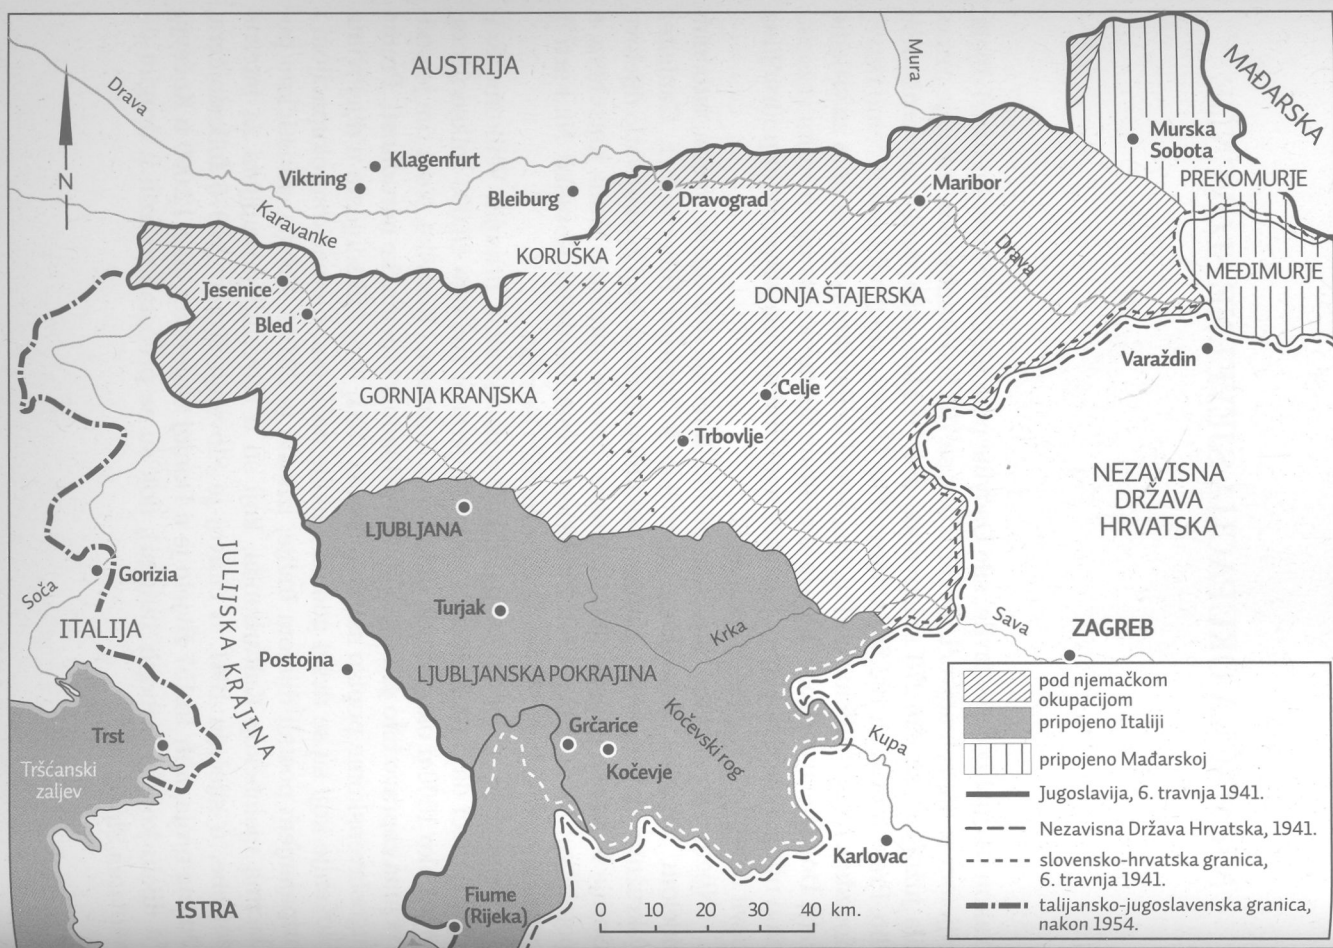 AUSTRIJA
Mura
MAĐARSKA
Drava
Klagenfurt
Viktring
N
Bleiburg
Dravograd
Maribor
Murska
Sobota
PREKOMURJE
Karavanke
KORUŠKA
Drava
MEĐIMURJE
Jesenice
Bled
DONJA ŠTAJERSKA
Varaždin
GORNJA KRANJSKA
Celje
Trbovlje
NEZAVISNA
DRŽAVA
HRVATSKA
LJUBLJANA
Gorizia
Soča
JULIJSKA KRAJINA
Turjak
Krka
Sava
ITALIJA
ZAGREB
Postojna
LJUBLJANSKA POKRAJINA
Kočevski rog
Grčarice
Kočevje
Kupa
Trst
Tršćanski
zaljev
Karlovac
ISTRA
Fiume
(Rijeka)
0 10 20 30 40 km.
pod njemačkom
okupacijom
pripojeno Italiji
pripojeno Mađarskoj
Jugoslavija, 6. travnja 1941.
Nezavisna Država Hrvatska, 1941.
slovensko-hrvatska granica,
6. travnja 1941.
talijansko-jugoslavenska granica,
nakon 1954.